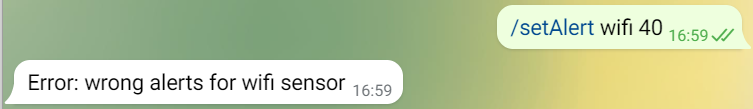 /setAlert wifi 40 16:59
Error: wrong alerts for wifi sensor 16:59